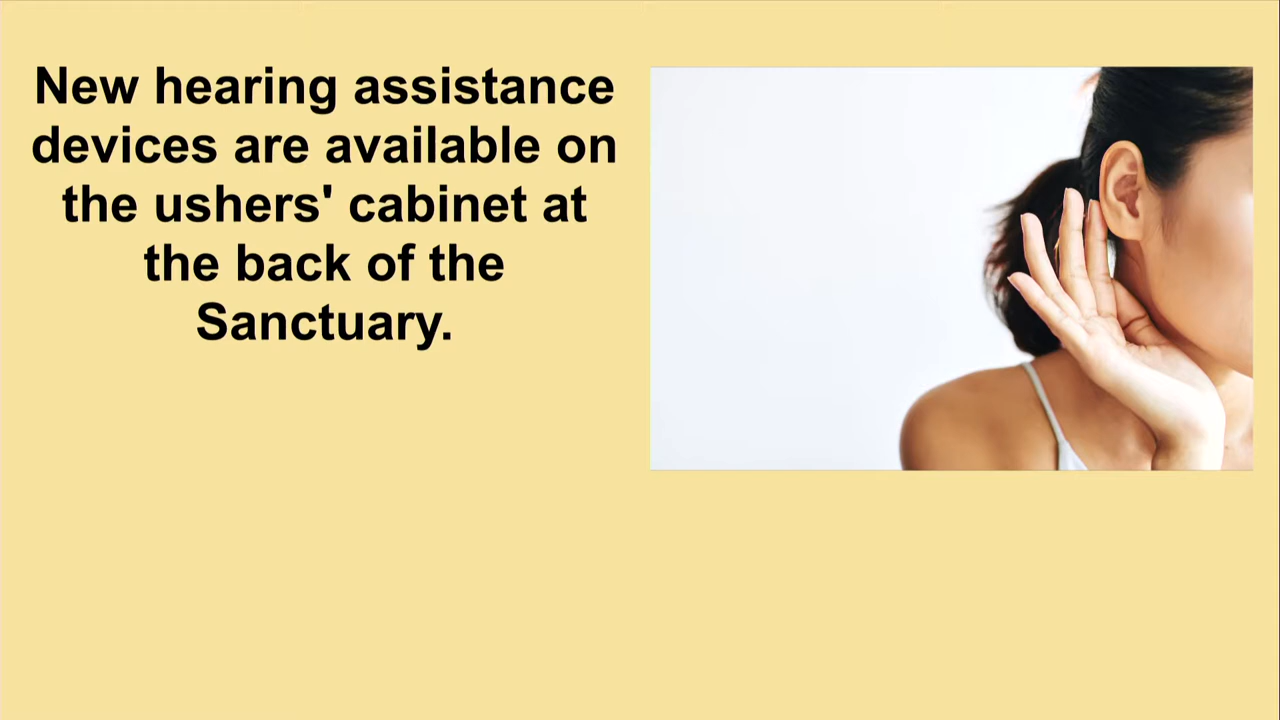 New hearing assistance
devices are available on
the ushers' cabinet at
the back of the
Sanctuary.